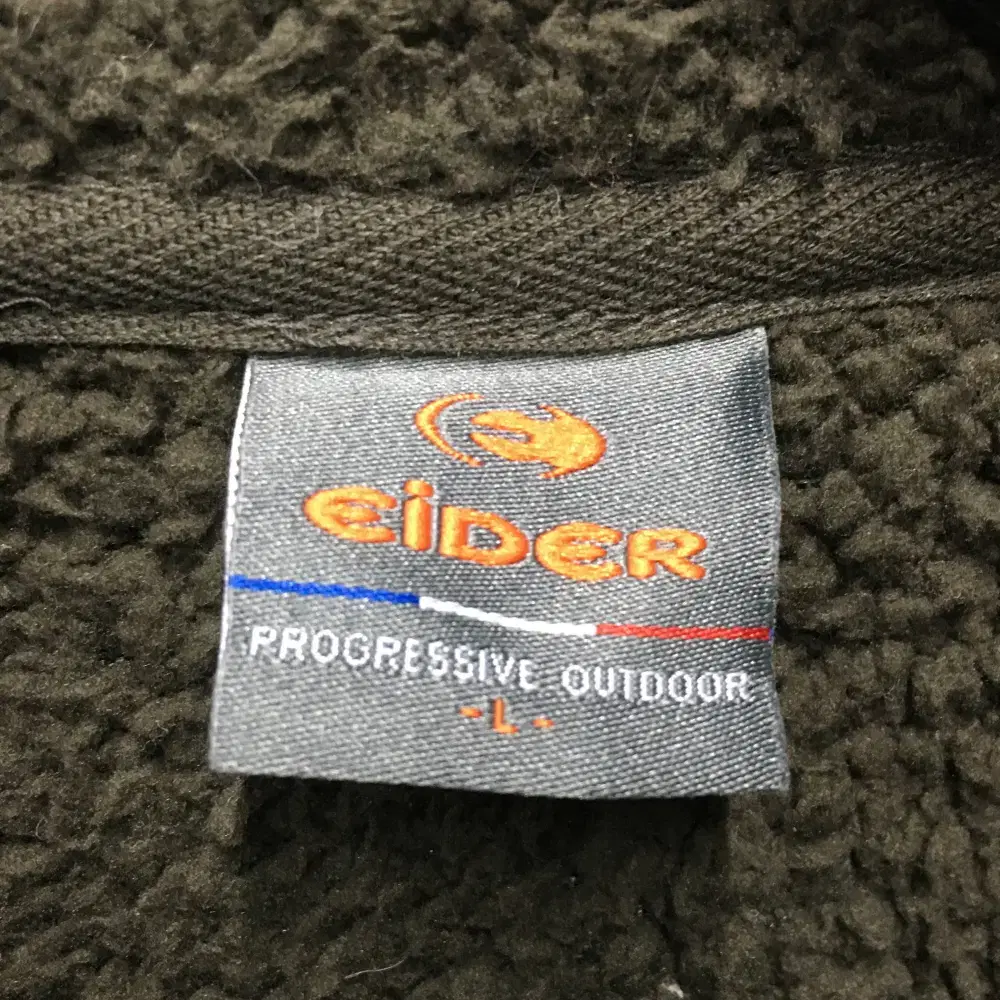 EiDER
PROGRESSIVE OUTDOOR
- L -